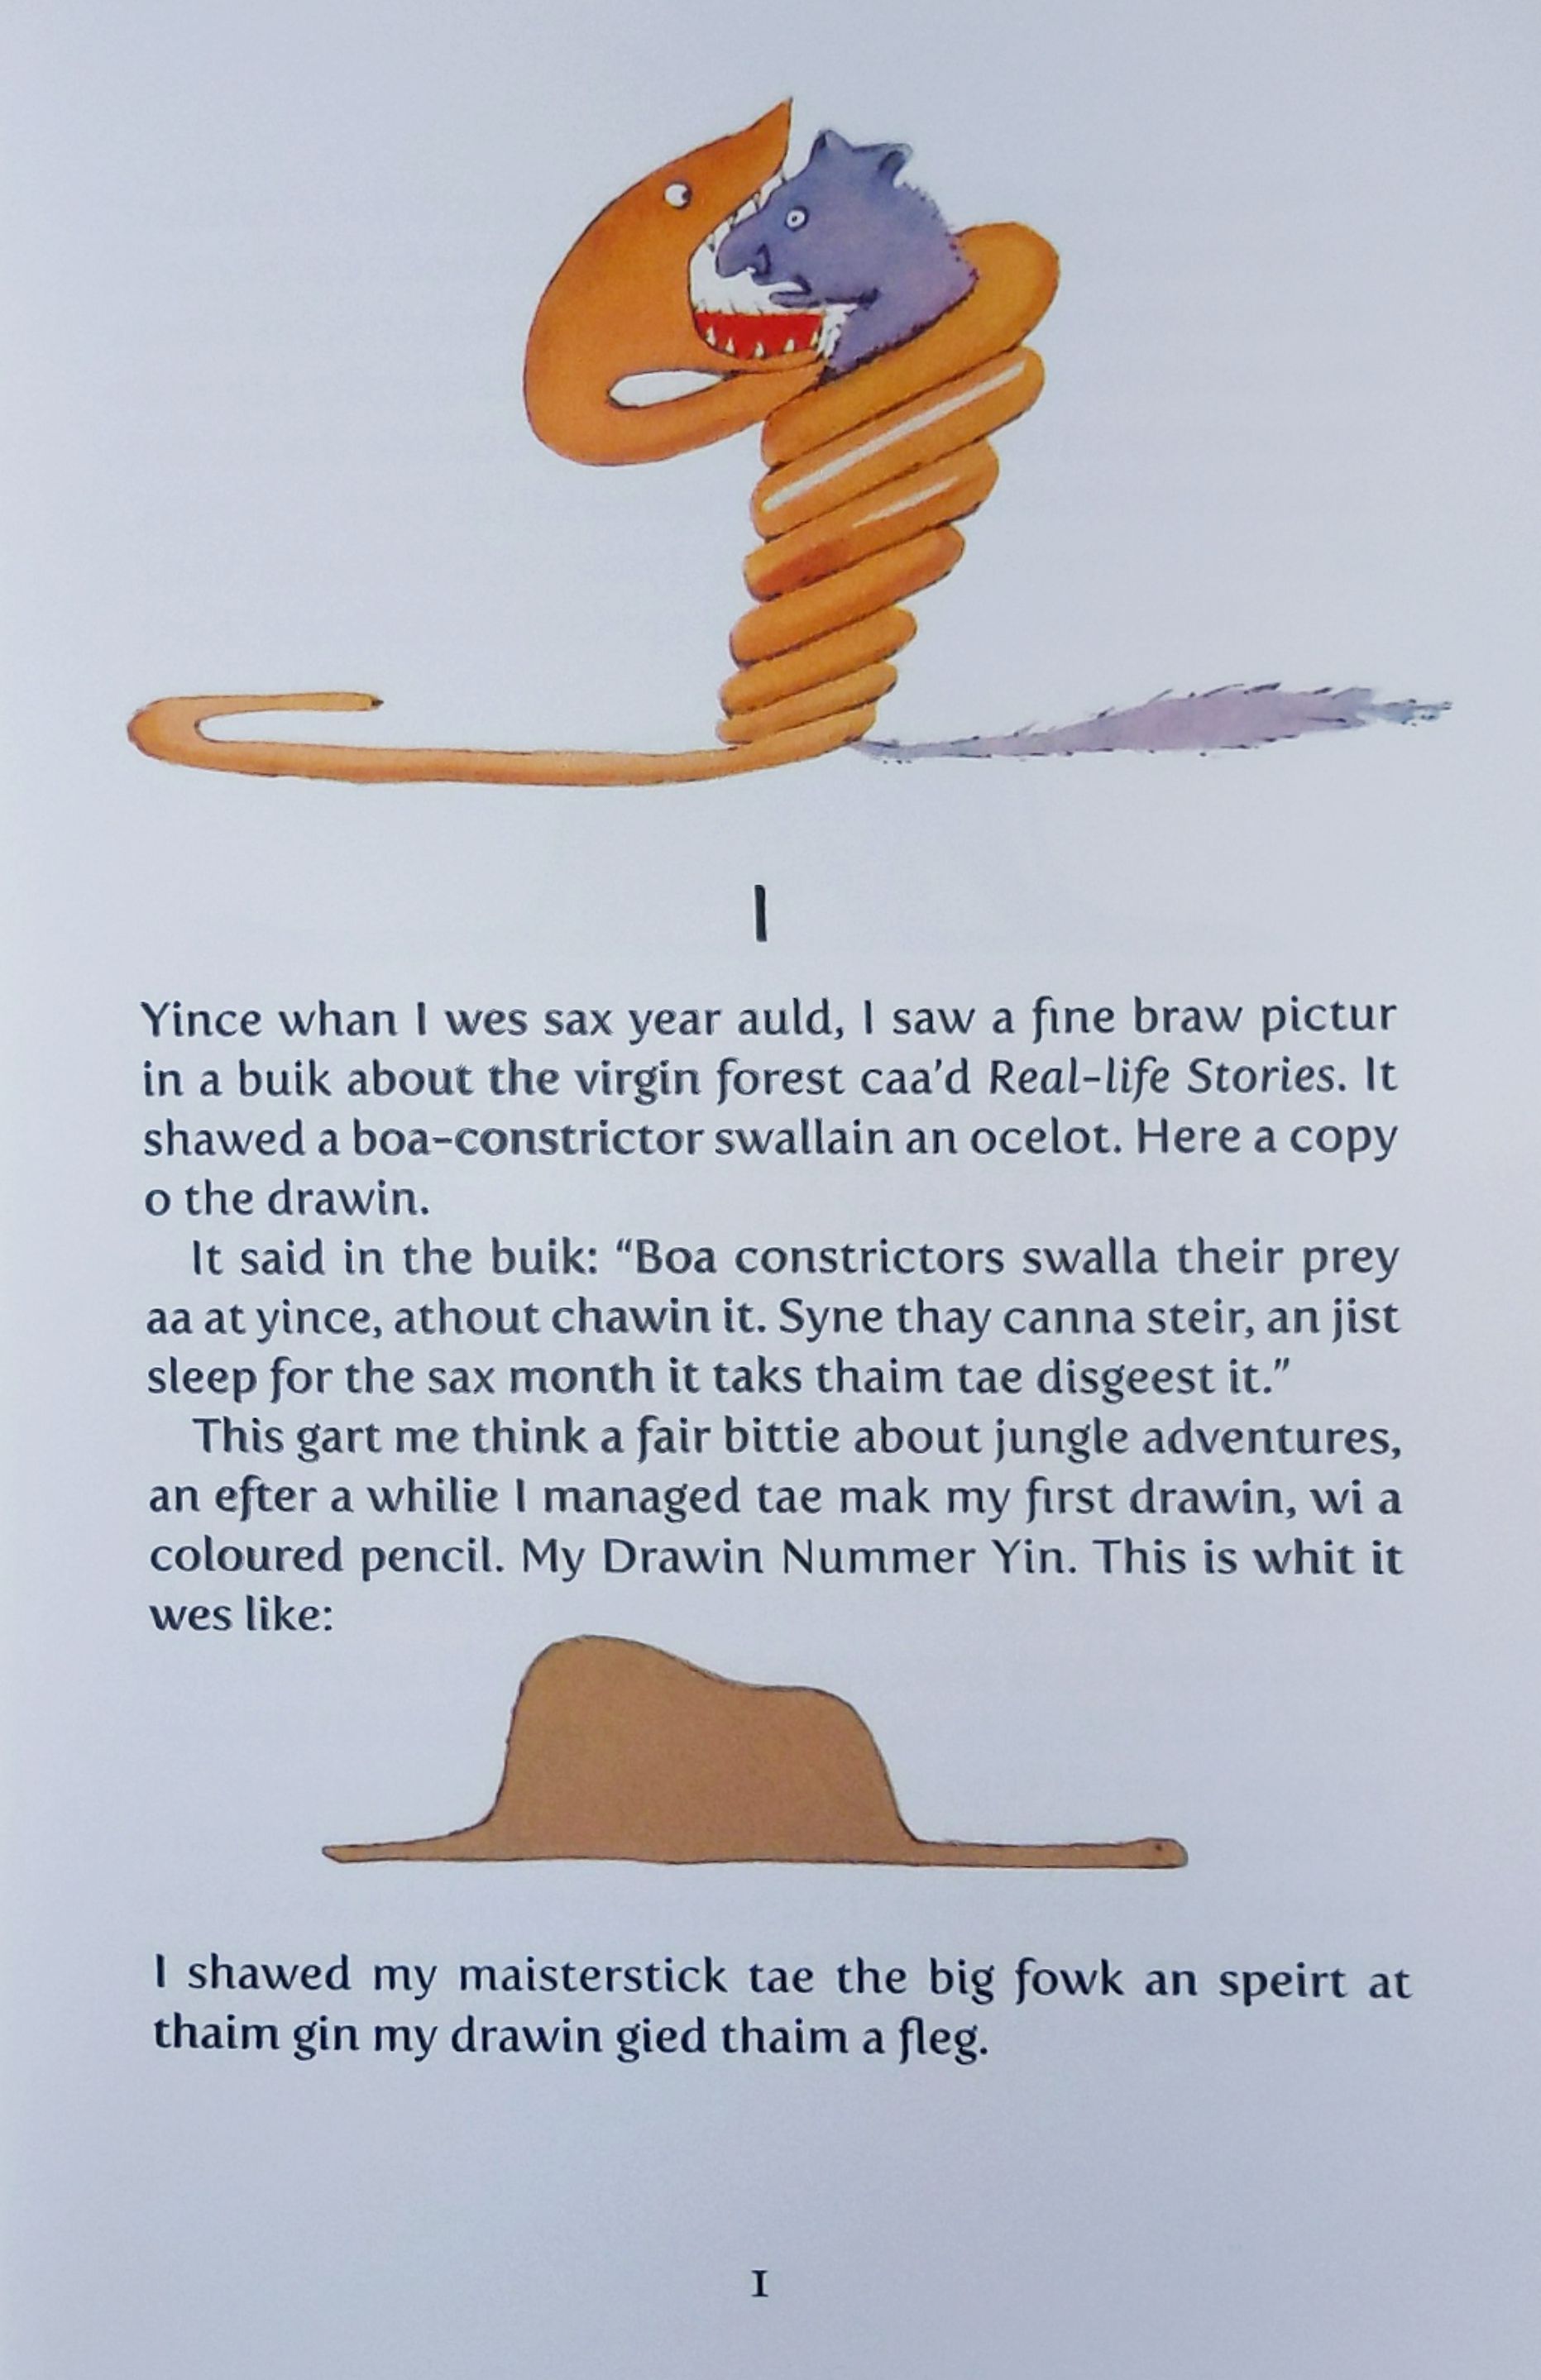 I
Yince whan I wes sax year auld, I saw a fine braw pictur
in a buik about the virgin forest caa'd Real-life Stories. It
shawed a boa-constrictor swallain an ocelot. Here a copy
o the drawin.
It said in the buik: “Boa constrictors swalla their prey
aa at yince, athout chawin it. Syne thay canna steir, an jist
sleep for the sax month it taks thaim tae disgeest it.”
This gart me think a fair bittie about jungle adventures,
an efter a whilie I managed tae mak my first drawin, wi a
coloured pencil. My Drawin Nummer Yin. This is whit it
wes like:
I shawed my maisterstick tae the big fowk an speirt at
thaim gin my drawin gied thaim a fleg.
1